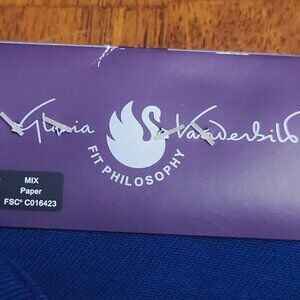 Gloria Vanderbilt
FIT PHILOSOPHY
MIX
Paper
FSC® C016423